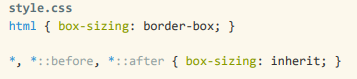 style.css
html { box-sizing: border-box; }
*, *::before, *::after { box-sizing: inherit; }